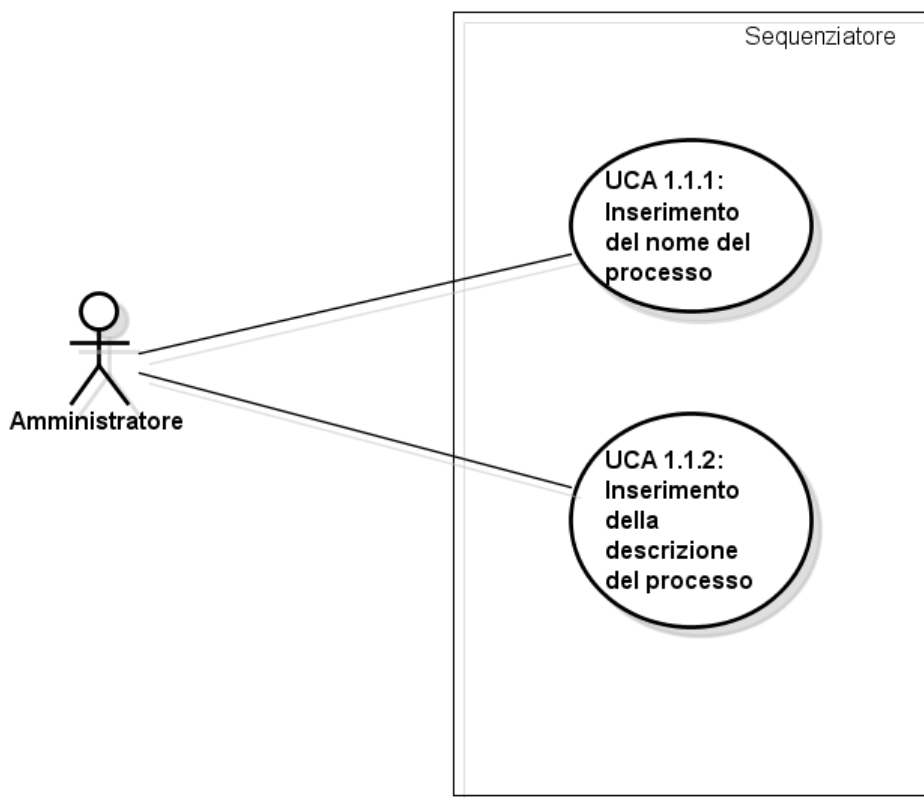 Sequenziatore
UCA 1.1.1:
Inserimento
del nome del
processo
Amministratore
UCA 1.1.2:
Inserimento
della
descrizione
del processo